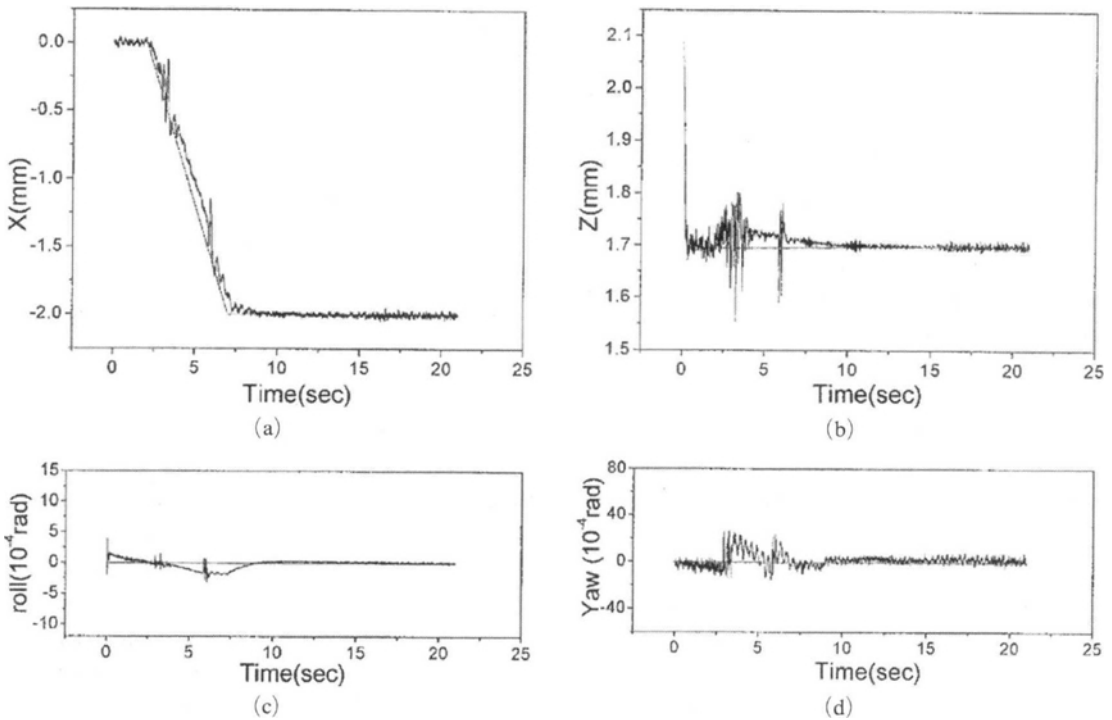 0.0
-0.5
-1.0
-1.5
-2.0
X(mm)
0 5 10 15 20 25
Time(sec)
(a)
2.1
2.0
1.9
1.8
1.7
1.6
1.5
Z(mm)
0 5 10 15 20 25
Time(sec)
(b)
15
10
5
0
-5
-10
roll(10⁻⁴rad)
0 5 10 15 20 25
Time(sec)
(c)
80
40
0
-40
Yaw (10⁻⁴rad)
0 5 10 15 20 25
Time(sec)
(d)